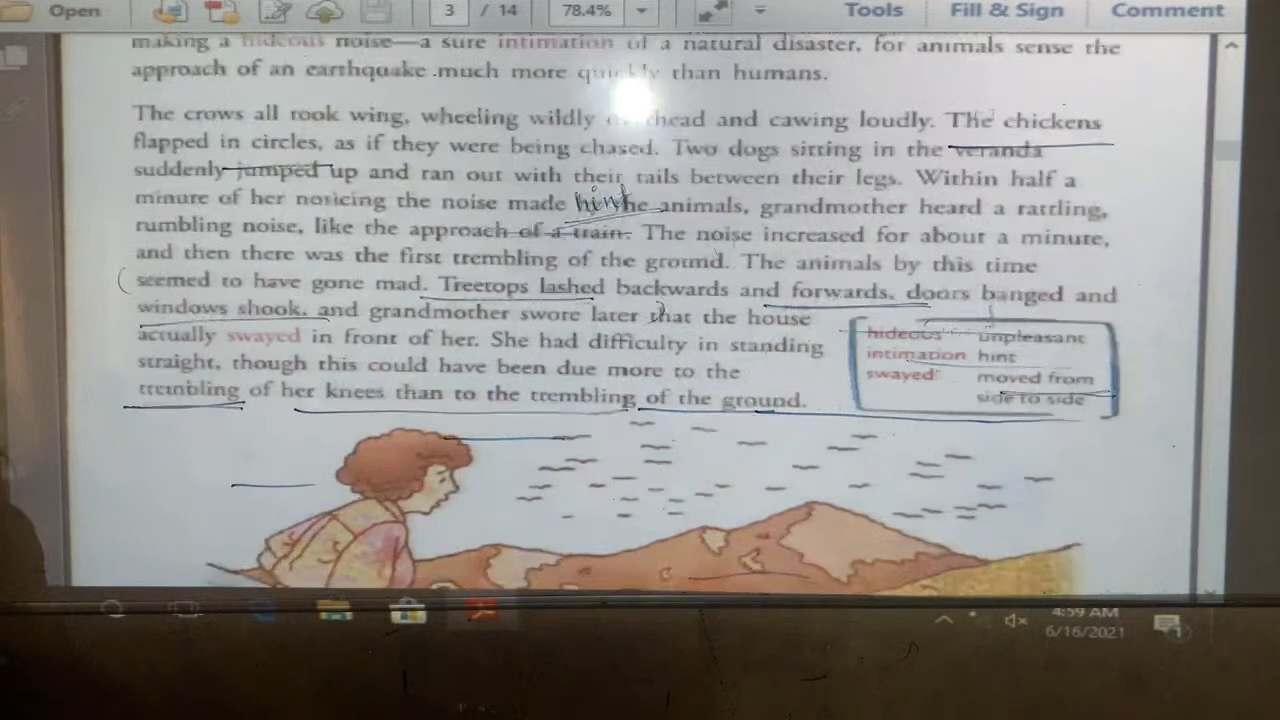 Open 3 / 14 78.4% Tools Fill & Sign Comment
making a hideous noise—a sure intimation of a natural disaster, for animals sense the
approach of an earthquake much more quickly than humans.
The crows all took wing, wheeling wildly overhead and cawing loudly. The chickens
flapped in circles, as if they were being chased. Two dogs sitting in the veranda
suddenly jumped up and ran out with their tails between their legs. Within half a
minute of her noticing the noise made hint he animals, grandmother heard a rattling,
rumbling noise, like the approach of a train. The noise increased for about a minute,
and then there was the first trembling of the ground. The animals by this time
seemed to have gone mad. Treetops lashed backwards and forwards, doors banged and
windows shook, and grandmother swore later that the house
actually swayed in front of her. She had difficulty in standing
straight, though this could have been due more to the
trembling of her knees than to the trembling of the ground.
hideous unpleasant
intimation hint
swayed moved from
side to side
4:59 AM
6/16/2021
1